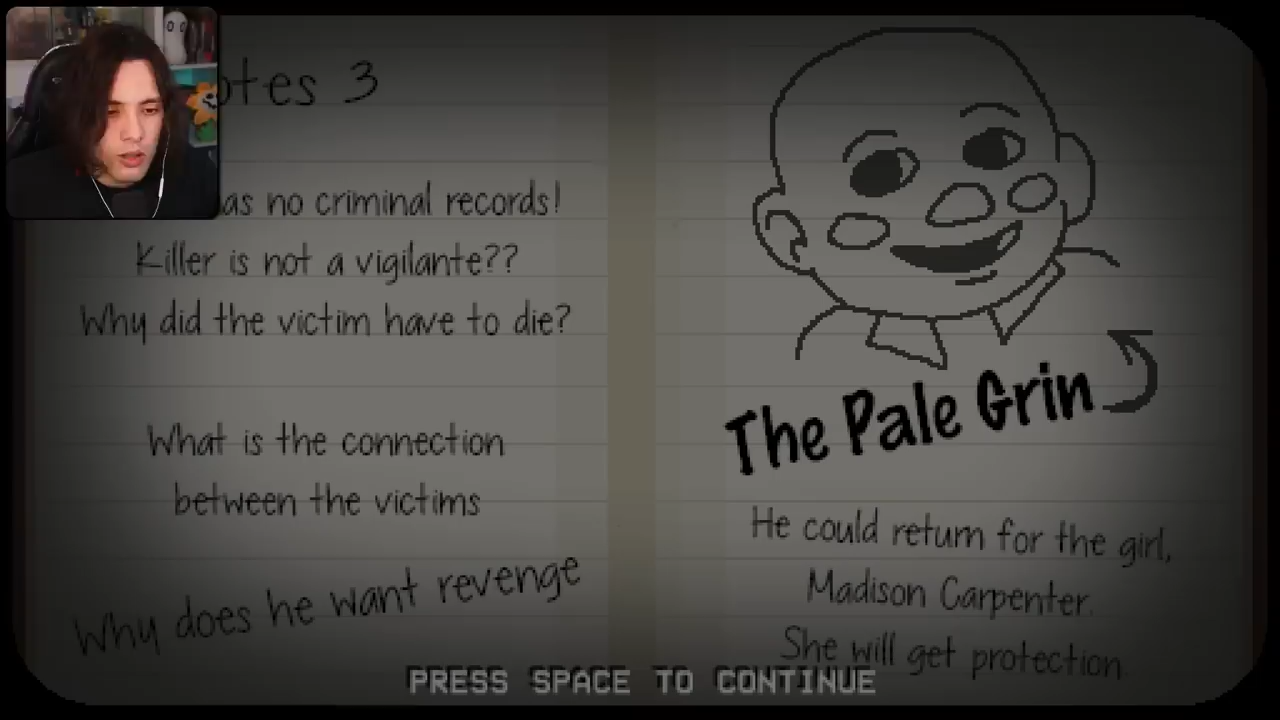 otes 3
as no criminal records!
Killer is not a vigilante??
Why did the victim have to die?
What is the connection
between the victims
Why does he want revenge
The Pale Grin
He could return for the girl,
Madison Carpenter.
She will get protection
PRESS SPACE TO CONTINUE